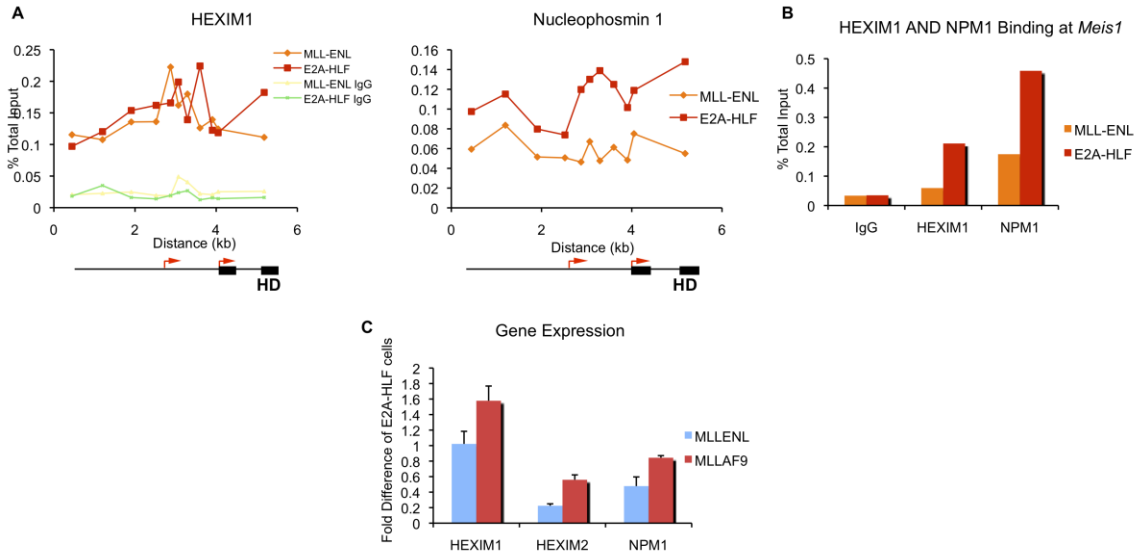 A
HEXIM1
% Total Input
0.25
0.2
0.15
0.1
0.05
0
0 2 4 6
Distance (kb)
MLL-ENL
E2A-HLF
MLL-ENL IgG
E2A-HLF IgG
HD
Nucleophosmin 1
% Total Input
0.16
0.14
0.12
0.1
0.08
0.06
0.04
0.02
0
0 2 4 6
Distance (kb)
MLL-ENL
E2A-HLF
HD
B
HEXIM1 AND NPM1 Binding at Meis1
% Total Input
0.5
0.4
0.3
0.2
0.1
0
IgG HEXIM1 NPM1
MLL-ENL
E2A-HLF
C
Gene Expression
Fold Difference of E2A-HLF cells
2
1.8
1.6
1.4
1.2
1
0.8
0.6
0.4
0.2
0
HEXIM1 HEXIM2 NPM1
MLLENL
MLLAF9